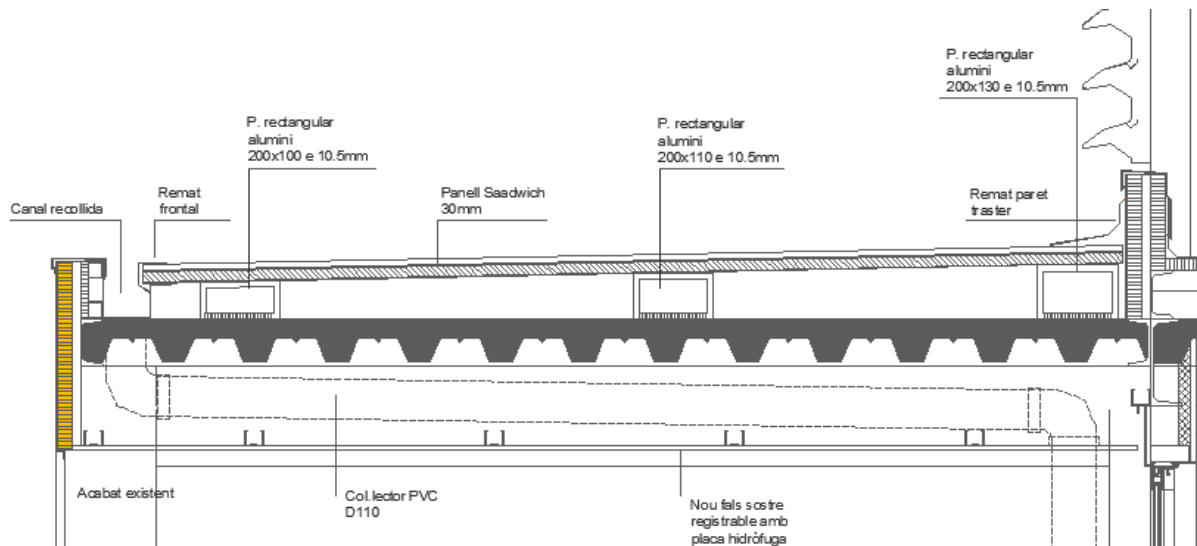 P. rectangular
alumini
200x130 e 10.5mm
P. rectangular
alumini
200x100 e 10.5mm
P. rectangular
alumini
200x110 e 10.5mm
Canal recollida
Remat
frontal
Panell Saadwich
30mm
Remat paret
traster
Acabat existent
Col.lector PVC
D110
Nou fals sostre
registrable amb
placa hidròfuga